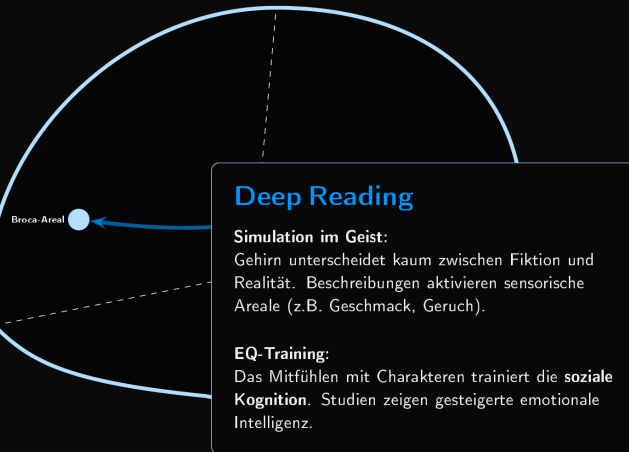 Deep Reading
Broca-Areal
Simulation im Geist:
Gehirn unterscheidet kaum zwischen Fiktion und
Realität. Beschreibungen aktivieren sensorische
Areale (z.B. Geschmack, Geruch).
EQ-Training:
Das Mitfühlen mit Charakteren trainiert die soziale
Kognition. Studien zeigen gesteigerte emotionale
Intelligenz.